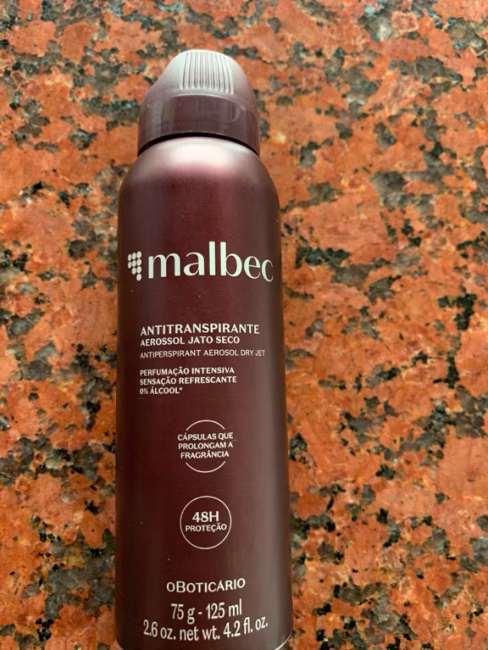 malbec
ANTITRANSPIRANTE
AEROSSOL JATO SECO
ANTIPERSPIRANT AEROSOL DRY JET
PERFUMAÇÃO INTENSIVA
SENSAÇÃO REFRESCANTE
0% ÁLCOOL*
CÁPSULAS QUE
PROLONGAM A
FRAGRÂNCIA
48H
PROTEÇÃO
oBOTICÁRIO
75 g - 125 ml
2.6 oz. net wt. 4.2 fl. oz.